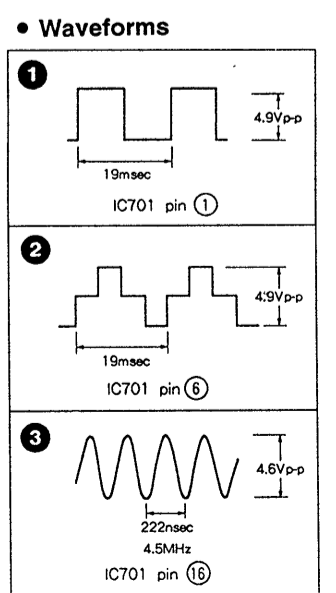 • Waveforms
1
4.9Vp-p
19msec
IC701 pin ①
2
4.9Vp-p
19msec
IC701 pin ⑥
3
4.6Vp-p
222nsec
4.5MHz
IC701 pin ⑯